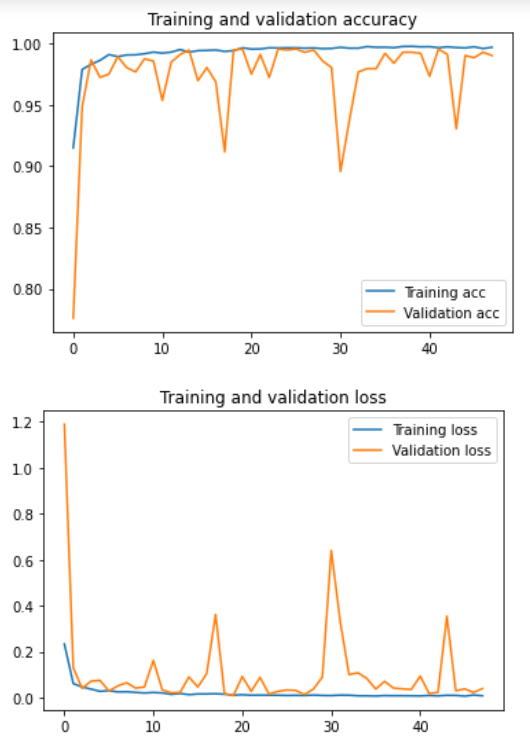 Training and validation accuracy
1.00
0.95
0.90
0.85
0.80
Training acc
Validation acc
0 10 20 30 40
Training and validation loss
1.2
1.0
0.8
0.6
0.4
0.2
0.0
Training loss
Validation loss
0 10 20 30 40